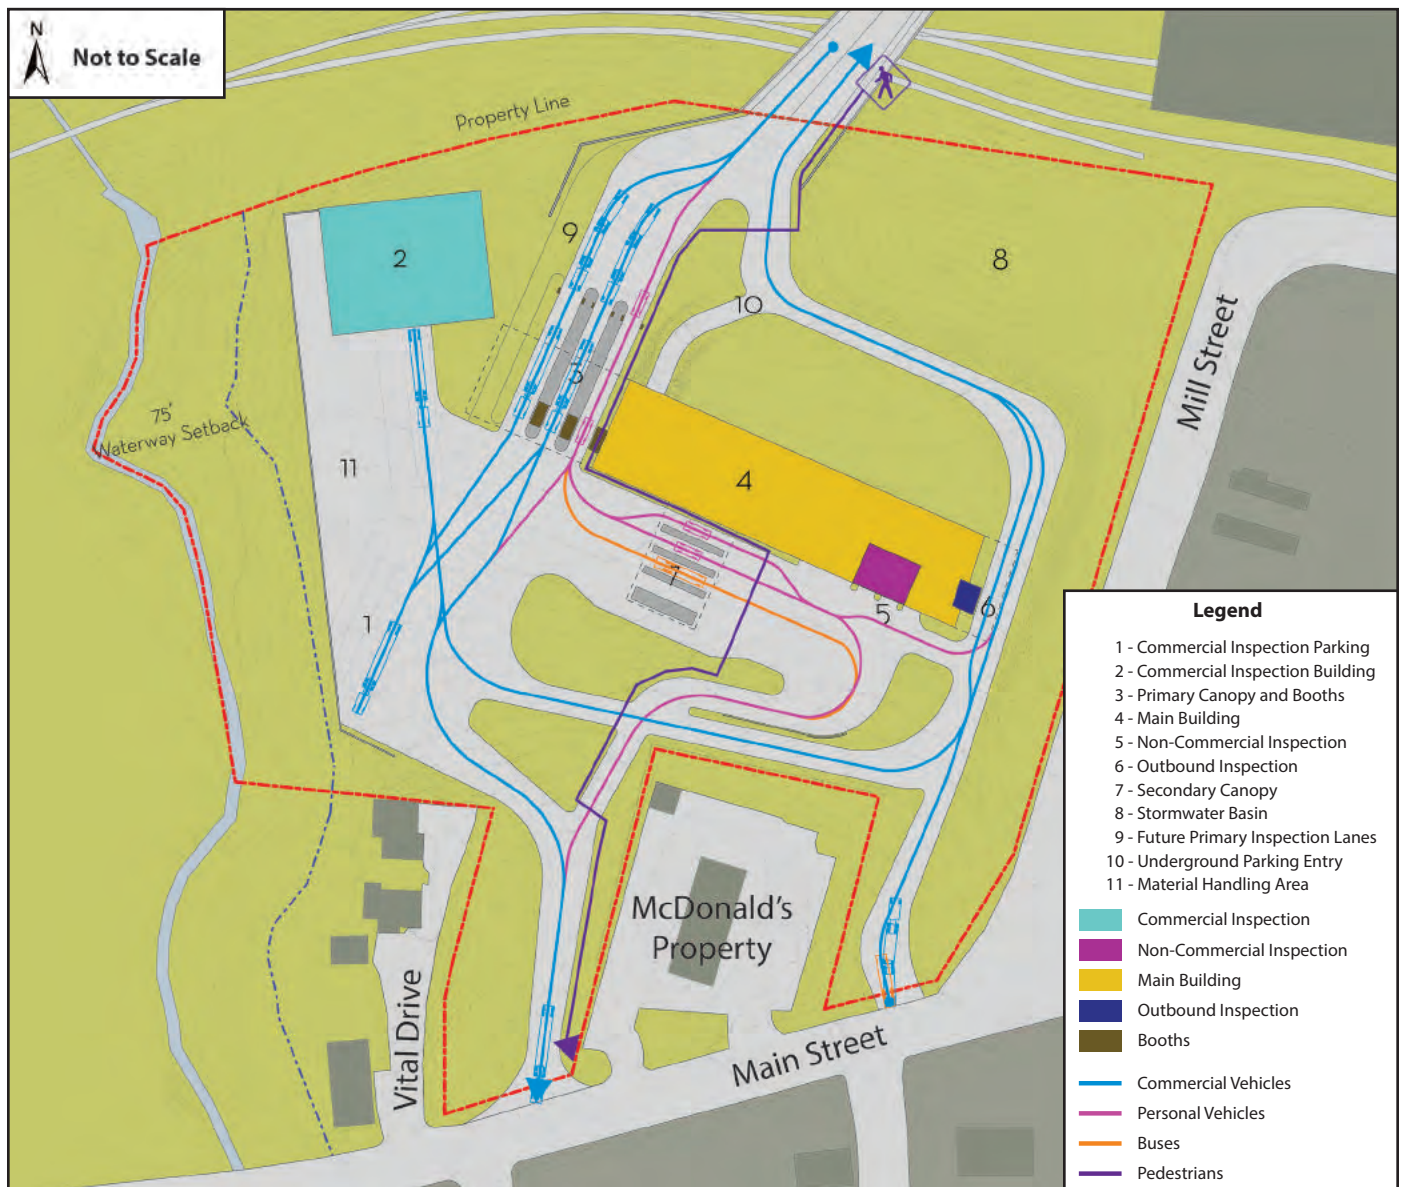 N
Not to Scale
Property Line
2
9
8
10
3
75'
Waterway Setback
11
4
7
5
6
1
Mill Street
McDonald's
Property
Vital Drive
Main Street
Legend
1 - Commercial Inspection Parking
2 - Commercial Inspection Building
3 - Primary Canopy and Booths
4 - Main Building
5 - Non-Commercial Inspection
6 - Outbound Inspection
7 - Secondary Canopy
8 - Stormwater Basin
9 - Future Primary Inspection Lanes
10 - Underground Parking Entry
11 - Material Handling Area
Commercial Inspection
Non-Commercial Inspection
Main Building
Outbound Inspection
Booths
Commercial Vehicles
Personal Vehicles
Buses
Pedestrians